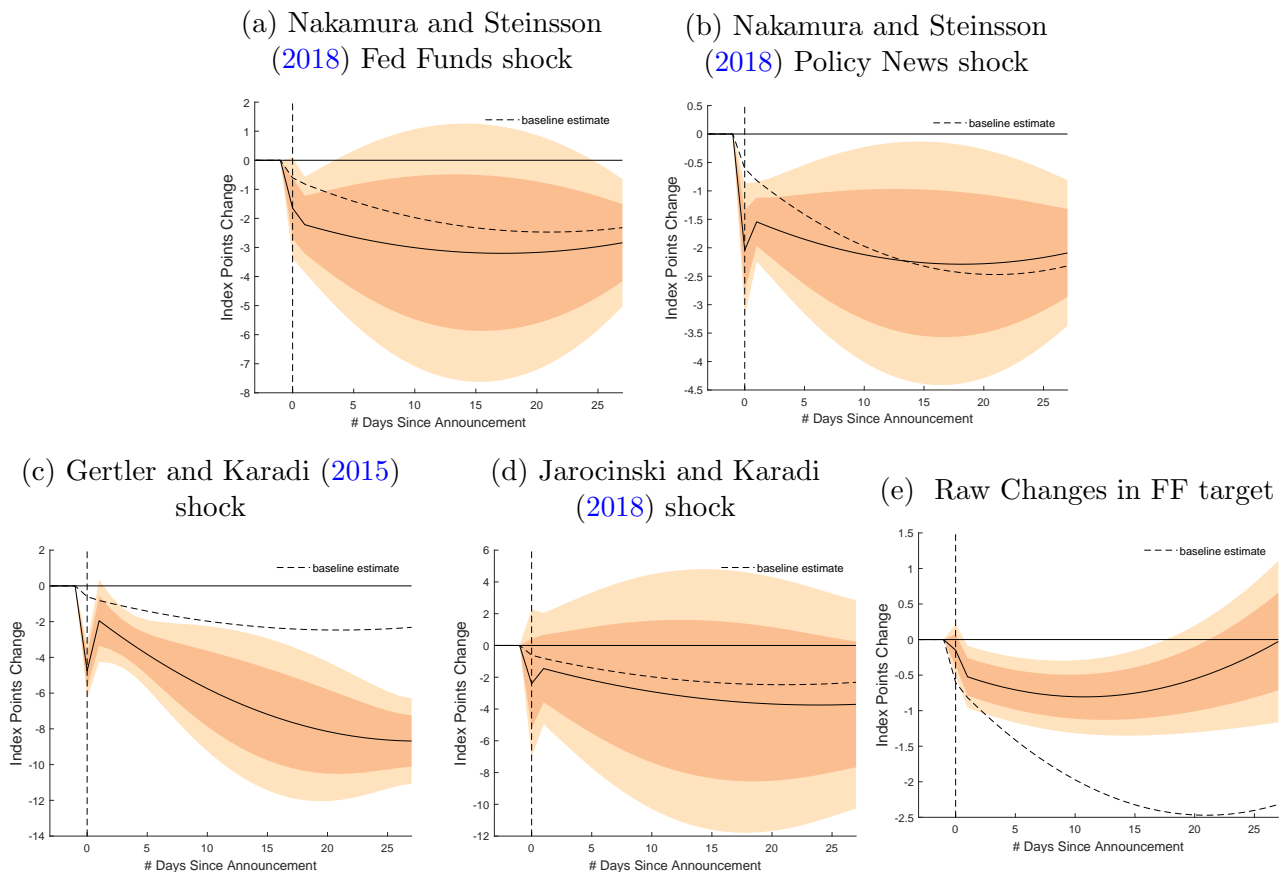 (a) Nakamura and Steinsson
(2018) Fed Funds shock
2
1
0
-1
-2
-3
-4
-5
-6
-7
-8
Index Points Change
baseline estimate
0 5 10 15 20 25
# Days Since Announcement
(b) Nakamura and Steinsson
(2018) Policy News shock
0.5
0
-0.5
-1
-1.5
-2
-2.5
-3
-3.5
-4
-4.5
Index Points Change
baseline estimate
0 5 10 15 20 25
# Days Since Announcement
(c) Gertler and Karadi (2015)
shock
2
0
-2
-4
-6
-8
-10
-12
-14
Index Points Change
baseline estimate
0 5 10 15 20 25
# Days Since Announcement
(d) Jarocinski and Karadi
(2018) shock
6
4
2
0
-2
-4
-6
-8
-10
-12
Index Points Change
baseline estimate
0 5 10 15 20 25
# Days Since Announcement
(e) Raw Changes in FF target
1.5
1
0.5
0
-0.5
-1
-1.5
-2
-2.5
Index Points Change
baseline estimate
0 5 10 15 20 25
# Days Since Announcement